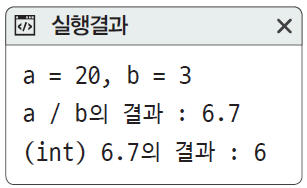 실행결과
a = 20, b = 3
a / b의 결과 : 6.7
(int) 6.7의 결과 : 6